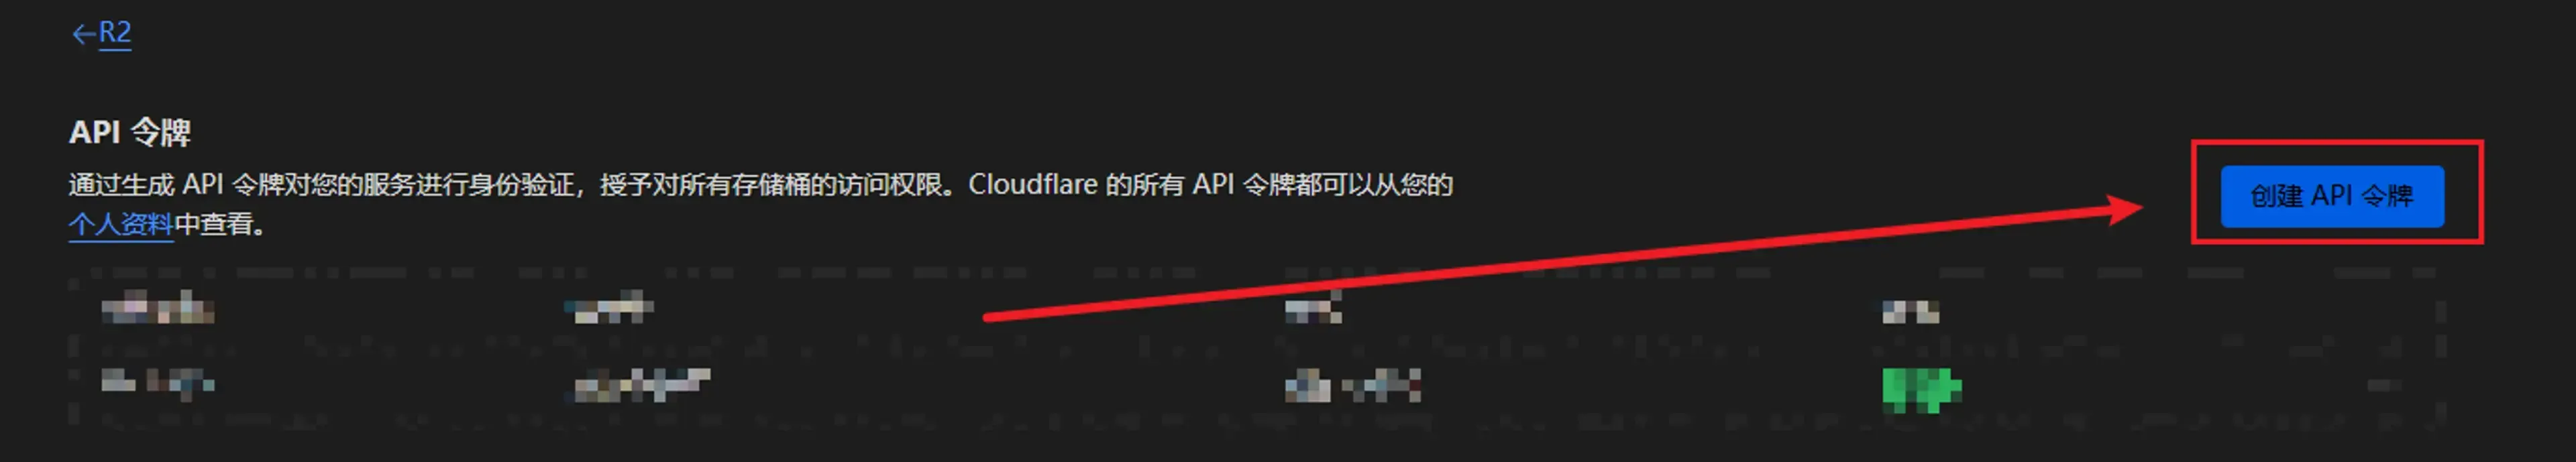 ←R2
API 令牌
通过生成 API 令牌对您的服务进行身份验证，授予对所有存储桶的访问权限。Cloudflare 的所有 API 令牌都可以从您的
个人资料中查看。
创建 API 令牌